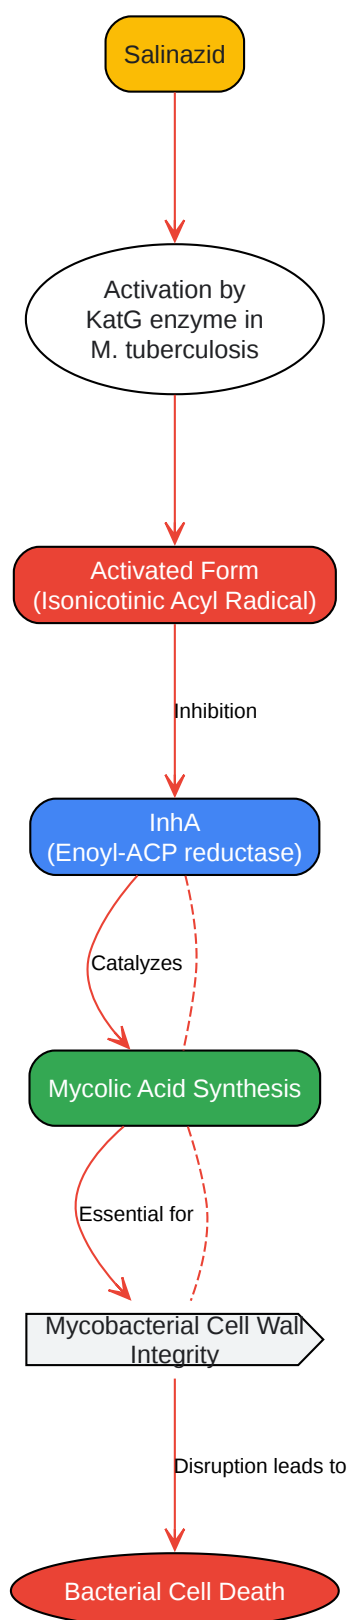 Salinazid
Activation by
KatG enzyme in
M. tuberculosis
Activated Form
(Isonicotinic Acyl Radical)
Inhibition
InhA
(Enoyl-ACP reductase)
Catalyzes
Mycolic Acid Synthesis
Essential for
Mycobacterial Cell Wall
Integrity
Disruption leads to
Bacterial Cell Death